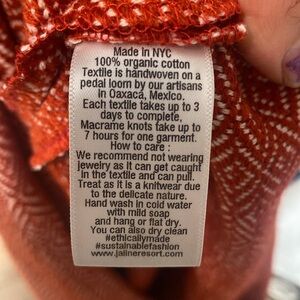 Made in NYC
100% organic cotton
Textile is handwoven on a
pedal loom by our artisans
in Oaxaca, Mexico.
Each textile takes up to 3
days to complete,
Macrame knots take up to
7 hours for one garment.
How to care :
We recommend not wearing
jewelry as it can get caught
in the textile and can pull.
Treat as it is a knitwear due
to the delicate nature.
Hand wash in cold water
with mild soap
and hang or flat dry.
You can also dry clean
#ethicallymade
#sustainablefashion
www.jalineresort.com